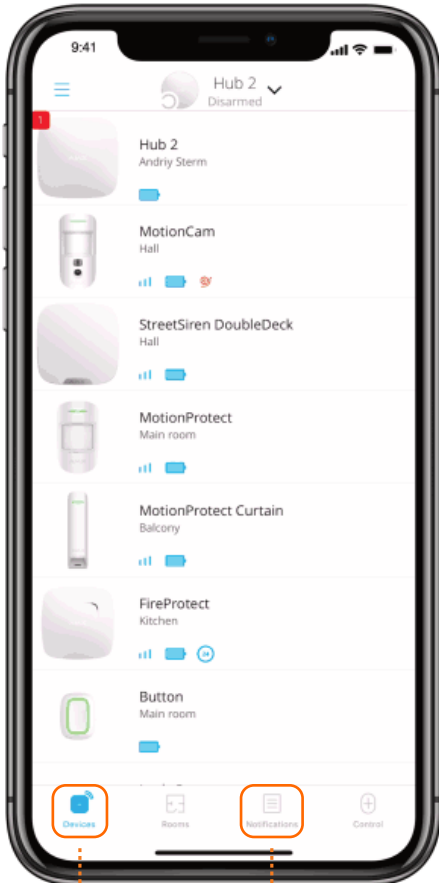 9:41
Hub 2
Disarmed
1
Hub 2
Andriy Sterm
MotionCam
Hall
StreetSiren DoubleDeck
Hall
MotionProtect
Main room
MotionProtect Curtain
Balcony
FireProtect
Kitchen
24
Button
Main room
Devices
Rooms
Notifications
Control